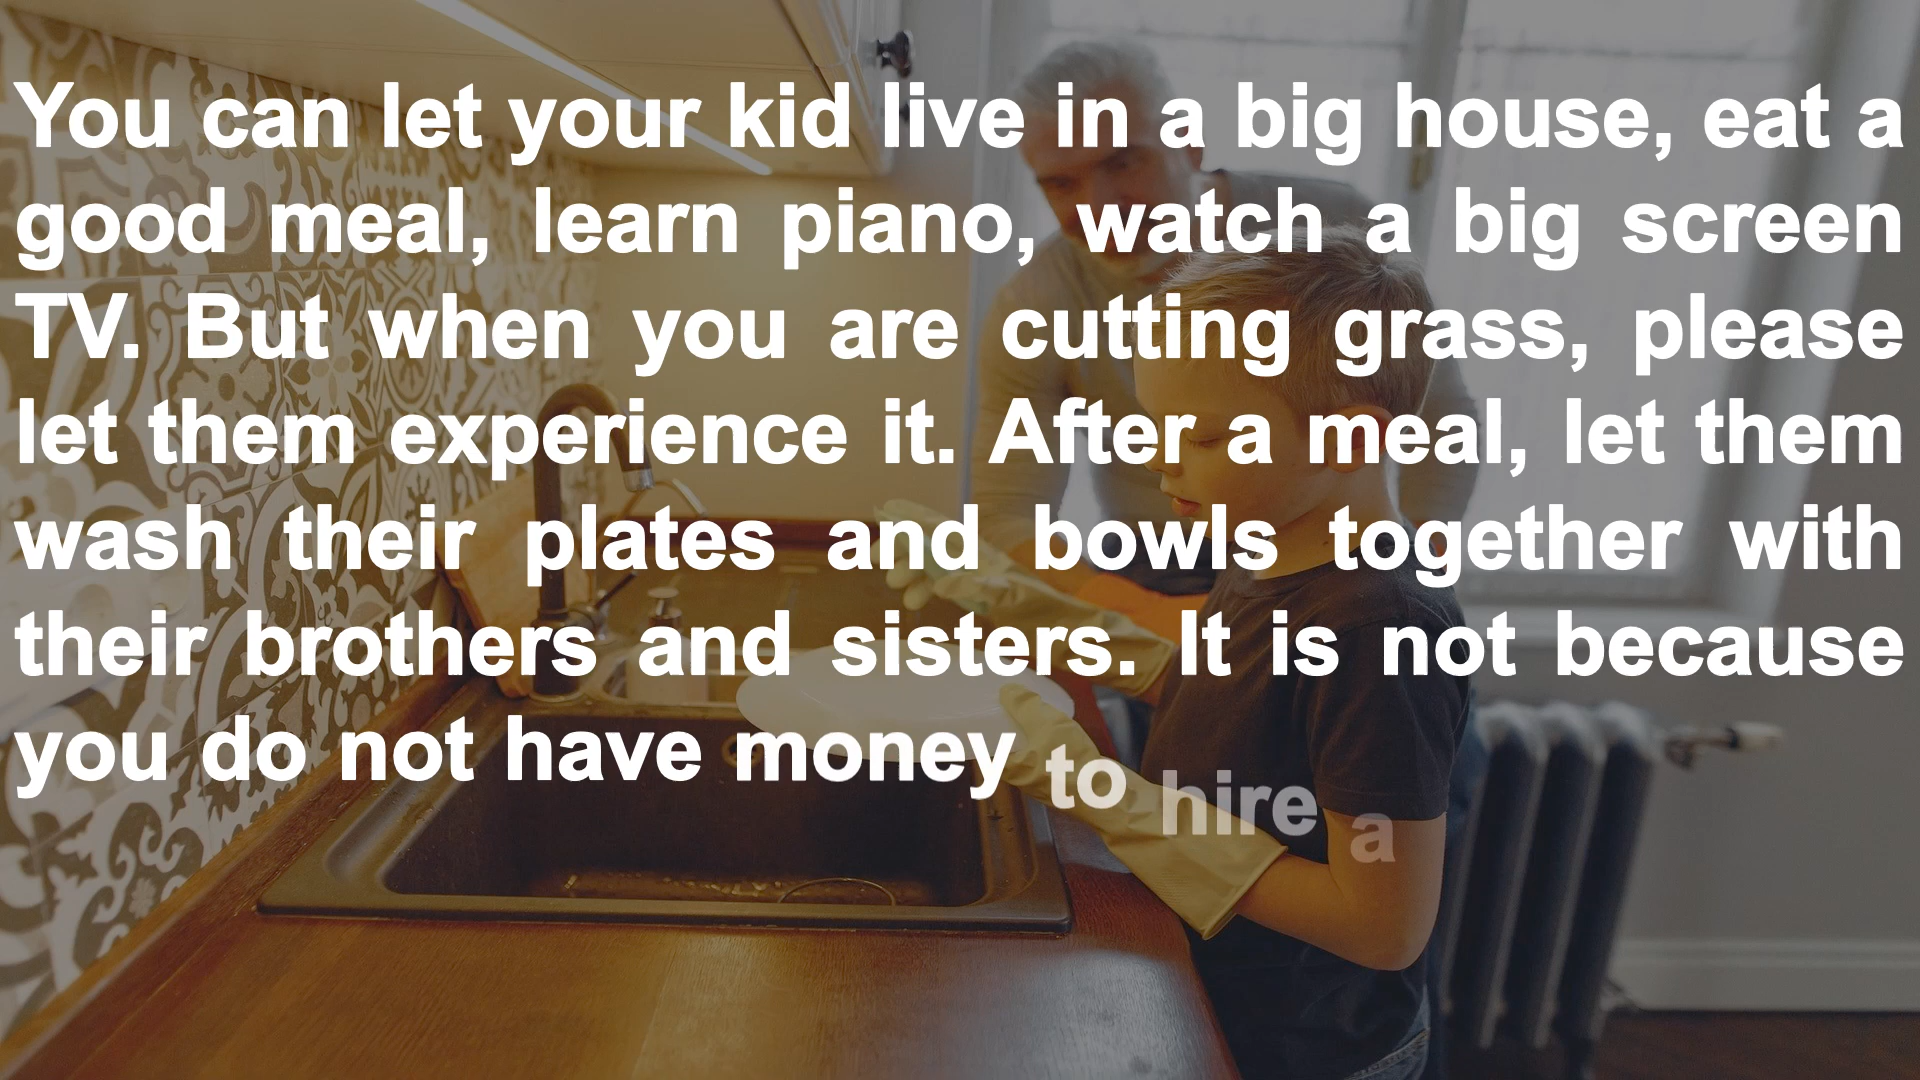 You can let your kid live in a big house, eat a
good meal, learn piano, watch a big screen
TV. But when you are cutting grass, please
let them experience it. After a meal, let them
wash their plates and bowls together with
their brothers and sisters. It is not because
you do not have money to hire a